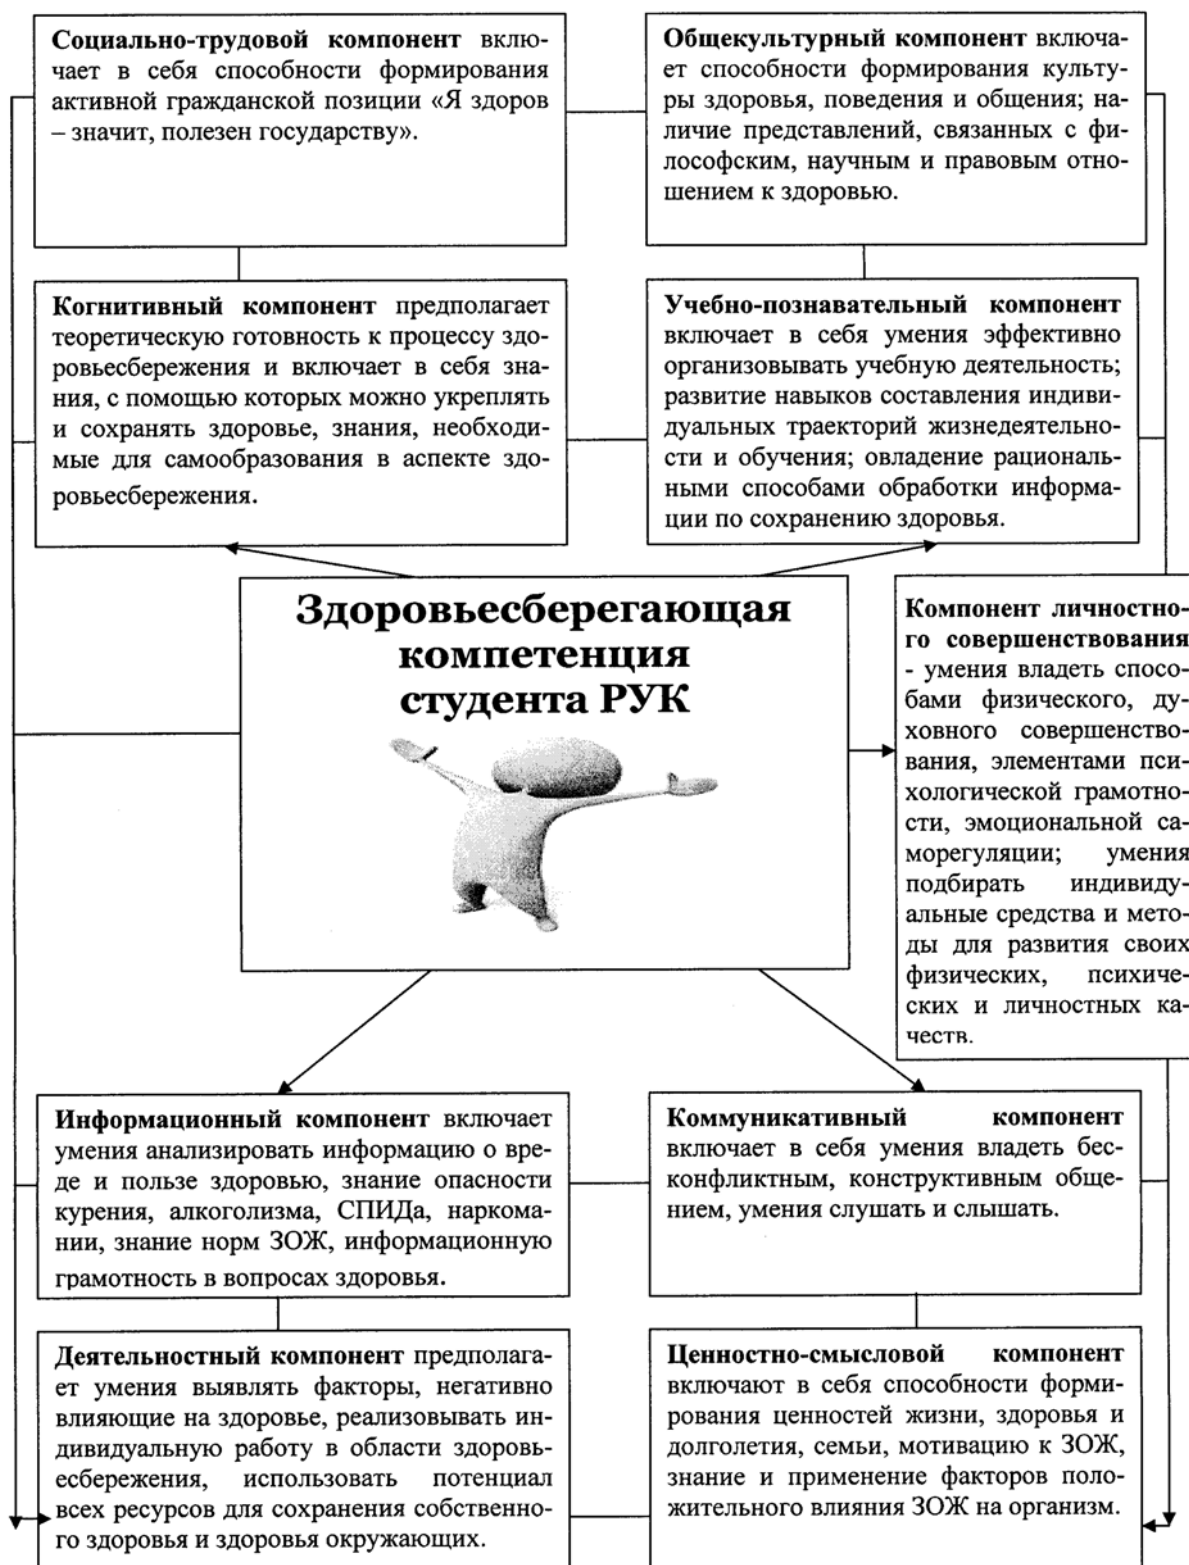 Социально-трудовой компонент вклю-
чает в себя способности формирования
активной гражданской позиции «Я здоров
– значит, полезен государству».
Общекультурный компонент включа-
ет способности формирования культу-
ры здоровья, поведения и общения; на-
личие представлений, связанных с фи-
лософским, научным и правовым отно-
шением к здоровью.
Когнитивный компонент предполагает
теоретическую готовность к процессу здо-
ровьесбережения и включает в себя зна-
ния, с помощью которых можно укреплять
и сохранять здоровье, знания, необходи-
мые для самообразования в аспекте здо-
ровьесбережения.
Учебно-познавательный компонент
включает в себя умения эффективно
организовывать учебную деятельность;
развитие навыков составления индиви-
дуальных траекторий жизнедеятельно-
сти и обучения; овладение рациональ-
ными способами обработки информа-
ции по сохранению здоровья.
Здоровьесберегающая
компетенция
студента РУК
Компонент личностно-
го совершенствования
- умения владеть спосо-
бами физического, ду-
ховного совершенство-
вания, элементами пси-
хологической грамотно-
сти, эмоциональной са-
морегуляции; умения
подбирать индивиду-
альные средства и мето-
ды для развития своих
физических, психиче-
ских и личностных ка-
честв.
Информационный компонент включает
умения анализировать информацию о вре-
де и пользе здоровью, знание опасности
курения, алкоголизма, СПИДа, наркома-
нии, знание норм ЗОЖ, информационную
грамотность в вопросах здоровья.
Коммуникативный компонент
включает в себя умения владеть бес-
конфликтным, конструктивным обще-
нием, умения слушать и слышать.
Деятельностный компонент предполага-
ет умения выявлять факторы, негативно
влияющие на здоровье, реализовывать ин-
дивидуальную работу в области здоровь-
есбережения, использовать потенциал
всех ресурсов для сохранения собственно-
го здоровья и здоровья окружающих.
Ценностно-смысловой компонент
включают в себя способности форми-
рования ценностей жизни, здоровья и
долголетия, семьи, мотивацию к ЗОЖ,
знание и применение факторов поло-
жительного влияния ЗОЖ на организм.